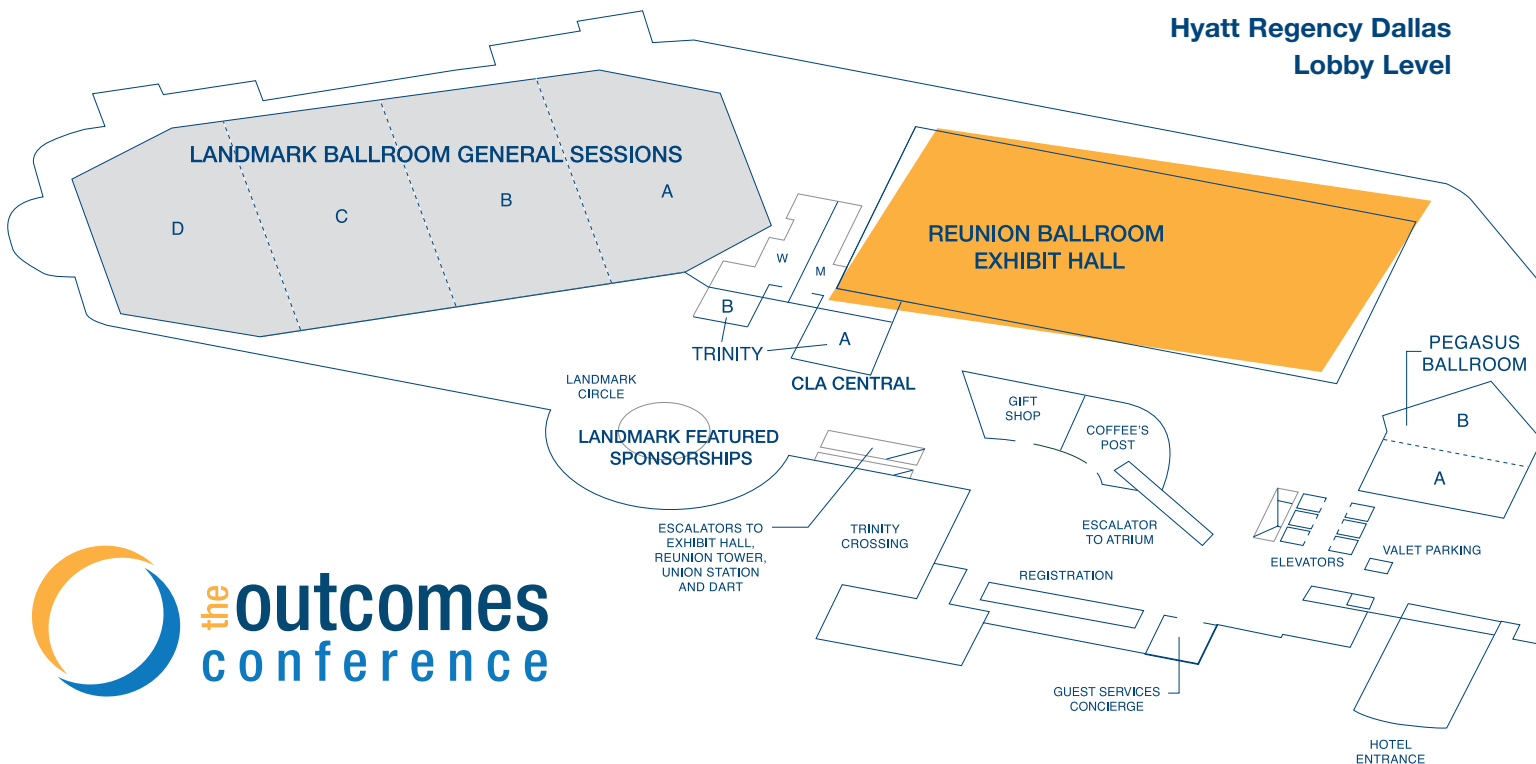 Hyatt Regency Dallas
Lobby Level
LANDMARK BALLROOM GENERAL SESSIONS
D
C
B
A
W
M
REUNION BALLROOM
EXHIBIT HALL
B
TRINITY
A
CLA CENTRAL
PEGASUS
BALLROOM
B
A
LANDMARK
CIRCLE
LANDMARK FEATURED
SPONSORSHIPS
GIFT
SHOP
COFFEE'S
POST
ESCALATORS TO
EXHIBIT HALL,
REUNION TOWER,
UNION STATION
AND DART
TRINITY
CROSSING
ESCALATOR
TO ATRIUM
ELEVATORS
VALET PARKING
REGISTRATION
GUEST SERVICES
CONCIERGE
HOTEL
ENTRANCE
the outcomes
conference